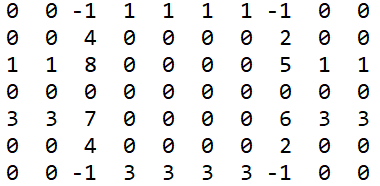 0 0 -1 1 1 1 1 -1 0 0
0 0 4 0 0 0 0 2 0 0
1 1 8 0 0 0 0 5 1 1
0 0 0 0 0 0 0 0 0 0
3 3 7 0 0 0 0 6 3 3
0 0 4 0 0 0 0 2 0 0
0 0 -1 3 3 3 3 -1 0 0